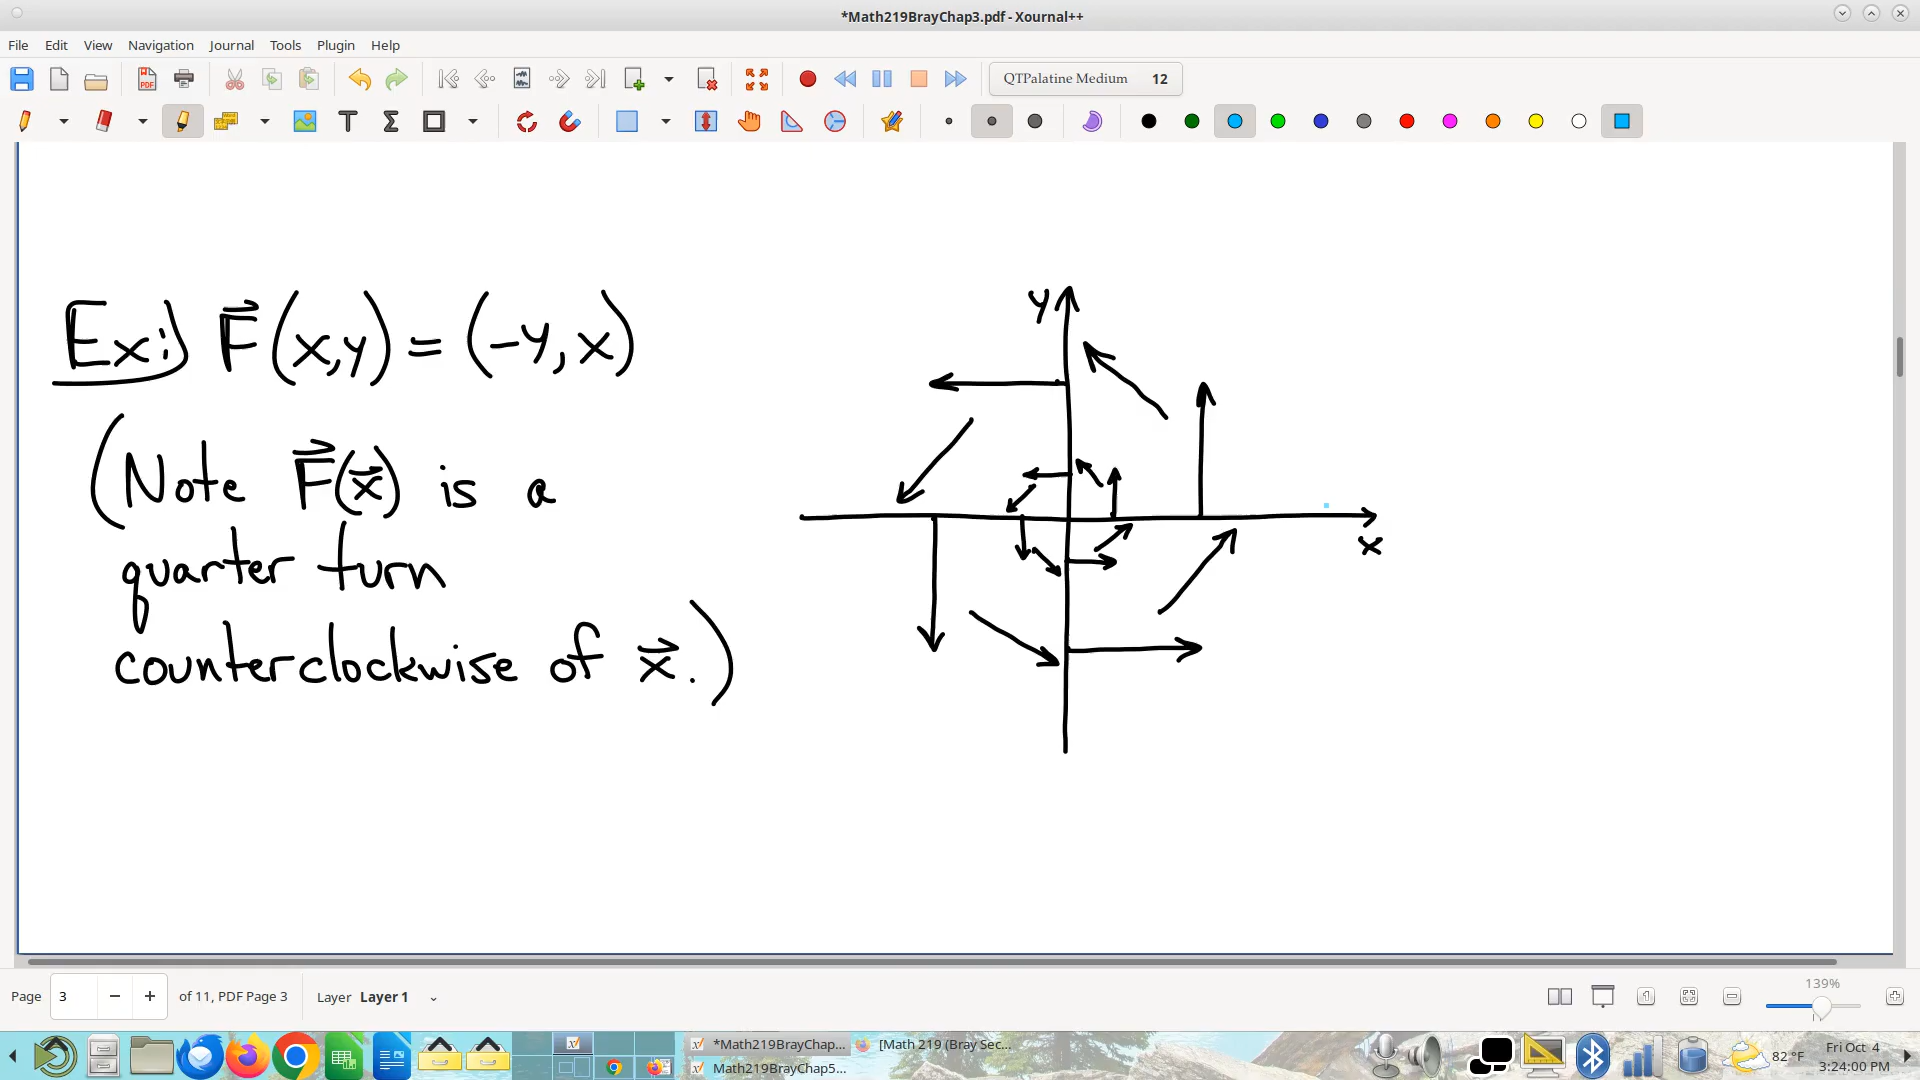 *Math219BrayChap3.pdf - Xournal++
File Edit View Navigation Journal Tools Plugin Help
QTPalatine Medium 12
Ex:) F⃗(x,y) = (-y, x)
(Note F⃗(x⃗) is a
quarter turn
counterclockwise of x⃗.)
y
x
Page 3 of 11, PDF Page 3 Layer Layer 1
139%
*Math219BrayChap... [Math 219 (Bray Sec...
Math219BrayChap5...
82 °F
Fri Oct 4
3:24:00 PM